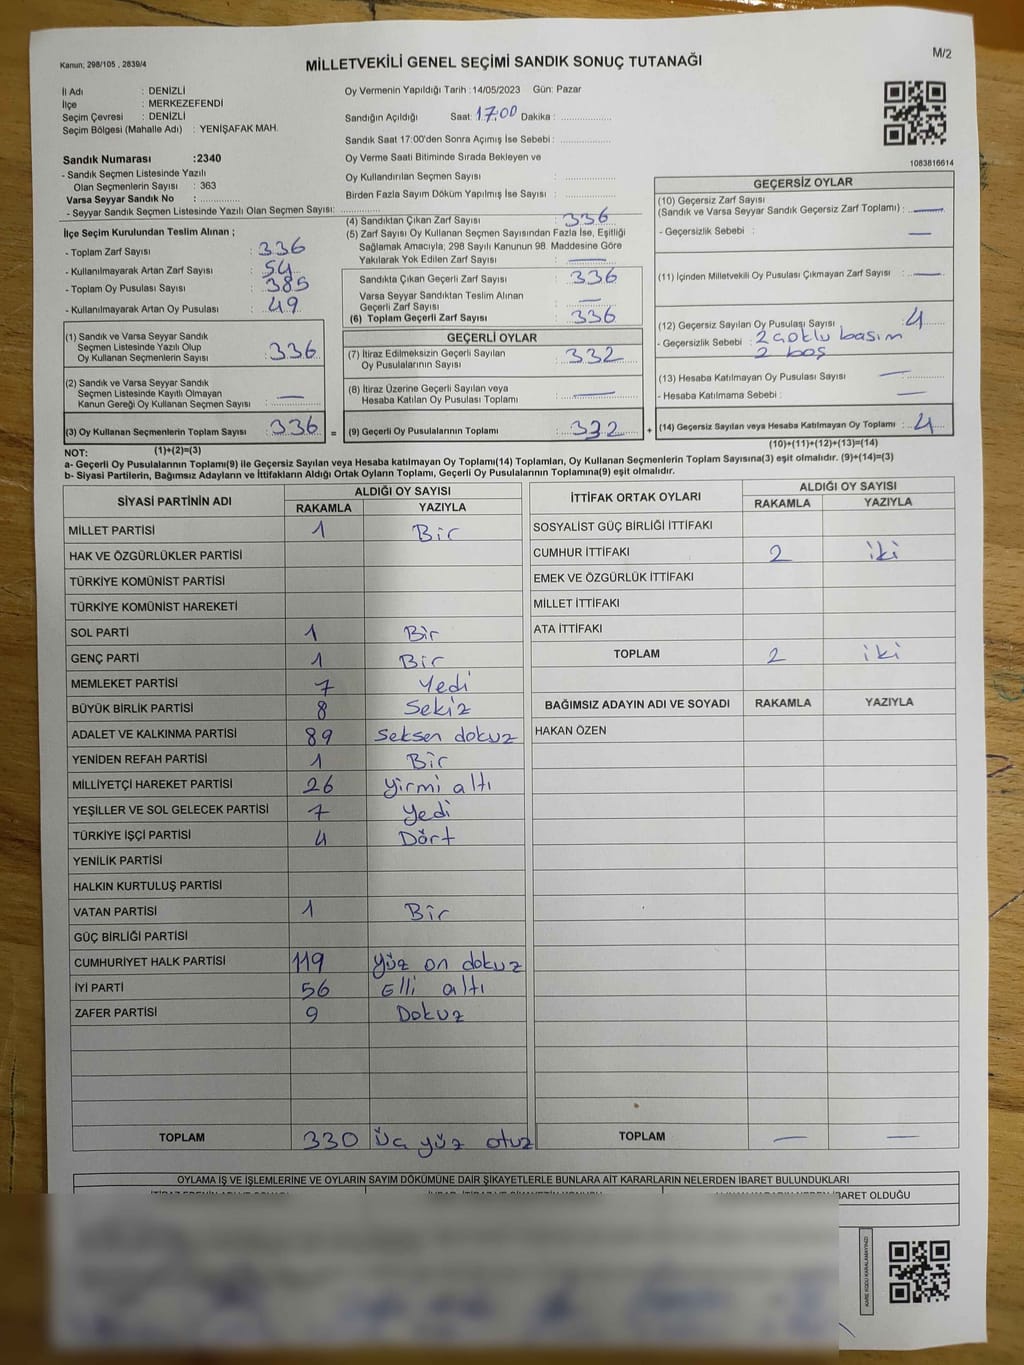 Kanun; 298/105 , 2839/4
MİLLETVEKİLİ GENEL SEÇİMİ SANDIK SONUÇ TUTANAĞI
M/2
İl Adı : DENİZLİ
İlçe : MERKEZEFENDİ
Seçim Çevresi : DENİZLİ
Seçim Bölgesi (Mahalle Adı) : YENİŞAFAK MAH.
Sandık Numarası :2340
- Sandık Seçmen Listesinde Yazılı
Olan Seçmenlerin Sayısı : 363
Varsa Seyyar Sandık No :
- Seyyar Sandık Seçmen Listesinde Yazılı Olan Seçmen Sayısı:
Oy Vermenin Yapıldığı Tarih :14/05/2023 Gün: Pazar
Sandığın Açıldığı Saat: 17:00 Dakika :
Sandık Saat 17:00'den Sonra Açımış İse Sebebi :
Oy Verme Saati Bitiminde Sırada Bekleyen ve
Oy Kullandırılan Seçmen Sayısı :
Birden Fazla Sayım Döküm Yapılmış İse Sayısı :
1083816614
İlçe Seçim Kurulundan Teslim Alınan ;
- Toplam Zarf Sayısı : 336
- Kullanılmayarak Artan Zarf Sayısı : 54
- Toplam Oy Pusulası Sayısı : 385
- Kullanılmayarak Artan Oy Pusulası : 49
(4) Sandıktan Çıkan Zarf Sayısı : 336
(5) Zarf Sayısı Oy Kullanan Seçmen Sayısından Fazla İse, Eşitliği
Sağlamak Amacıyla; 298 Sayılı Kanunun 98. Maddesine Göre
Yakılarak Yok Edilen Zarf Sayısı : —
Sandıkta Çıkan Geçerli Zarf Sayısı : 336
Varsa Seyyar Sandıktan Teslim Alınan
Geçerli Zarf Sayısı : —
(6) Toplam Geçerli Zarf Sayısı : 336
GEÇERSİZ OYLAR
(10) Geçersiz Zarf Sayısı
(Sandık ve Varsa Seyyar Sandık Geçersiz Zarf Toplamı) : —
- Geçersizlik Sebebi : —
(11) İçinden Milletvekili Oy Pusulası Çıkmayan Zarf Sayısı : —
(12) Geçersiz Sayılan Oy Pusulası Sayısı : 4
- Geçersizlik Sebebi : 2 çoklu basım
2 boş
(13) Hesaba Katılmayan Oy Pusulası Sayısı : —
- Hesaba Katılmama Sebebi : —
(14) Geçersiz Sayılan veya Hesaba Katılmayan Oy Toplamı : 4
(10)+(11)+(12)+(13)=(14)
(1) Sandık ve Varsa Seyyar Sandık
Seçmen Listesinde Yazılı Olup
Oy Kullanan Seçmenlerin Sayısı : 336
(2) Sandık ve Varsa Seyyar Sandık
Seçmen Listesinde Kayıtlı Olmayan
Kanun Gereği Oy Kullanan Seçmen Sayısı : —
(3) Oy Kullanan Seçmenlerin Toplam Sayısı : 336 =
GEÇERLİ OYLAR
(7) İtiraz Edilmeksizin Geçerli Sayılan
Oy Pusulalarının Sayısı : 332
(8) İtiraz Üzerine Geçerli Sayılan veya
Hesaba Katılan Oy Pusulası Toplamı : —
(9) Geçerli Oy Pusulalarının Toplamı : 332 +
NOT: (1)+(2)=(3)
a- Geçerli Oy Pusulalarının Toplamı(9) ile Geçersiz Sayılan veya Hesaba katılmayan Oy Toplamı(14) Toplamları, Oy Kullanan Seçmenlerin Toplam Sayısına(3) eşit olmalıdır. (9)+(14)=(3)
b- Siyasi Partilerin, Bağımsız Adayların ve İttifakların Aldığı Ortak Oyların Toplamı, Geçerli Oy Pusulalarının Toplamına(9) eşit olmalıdır.
SİYASİ PARTİNİN ADI ALDIĞI OY SAYISI
RAKAMLA YAZIYLA
MİLLET PARTİSİ 1 Bir
HAK VE ÖZGÜRLÜKLER PARTİSİ
TÜRKİYE KOMÜNİST PARTİSİ
TÜRKİYE KOMÜNİST HAREKETİ
SOL PARTİ 1 Bir
GENÇ PARTİ 1 Bir
MEMLEKET PARTİSİ 7 Yedi
BÜYÜK BİRLİK PARTİSİ 8 Sekiz
ADALET VE KALKINMA PARTİSİ 89 Seksen dokuz
YENİDEN REFAH PARTİSİ 1 Bir
MİLLİYETÇİ HAREKET PARTİSİ 26 yirmi altı
YEŞİLLER VE SOL GELECEK PARTİSİ 7 yedi
TÜRKİYE İŞÇİ PARTİSİ 4 Dört
YENİLİK PARTİSİ
HALKIN KURTULUŞ PARTİSİ
VATAN PARTİSİ 1 Bir
GÜÇ BİRLİĞİ PARTİSİ
CUMHURİYET HALK PARTİSİ 119 yüz on dokuz
İYİ PARTİ 56 Elli altı
ZAFER PARTİSİ 9 Dokuz
TOPLAM 330 üç yüz otuz
İTTİFAK ORTAK OYLARI ALDIĞI OY SAYISI
RAKAMLA YAZIYLA
SOSYALİST GÜÇ BİRLİĞİ İTTİFAKI
CUMHUR İTTİFAKI 2 iki
EMEK VE ÖZGÜRLÜK İTTİFAKI
MİLLET İTTİFAKI
ATA İTTİFAKI
TOPLAM 2 iki
BAĞIMSIZ ADAYIN ADI VE SOYADI RAKAMLA YAZIYLA
HAKAN ÖZEN
TOPLAM — —
OYLAMA İŞ VE İŞLEMLERİNE VE OYLARIN SAYIM DÖKÜMÜNE DAİR ŞİKAYETLERLE BUNLARA AİT KARARLARIN NELERDEN İBARET BULUNDUKLARI
İBARET OLDUĞU
KARE KODU KARALAMAYINIZ!